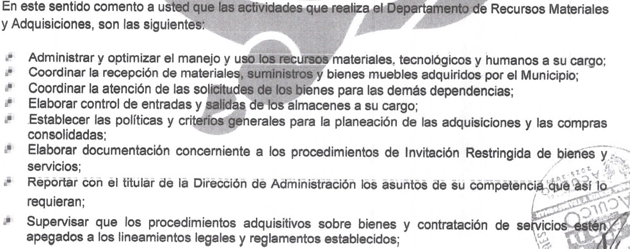 En este sentido comento a usted que las actividades que realiza el Departamento de Recursos Materiales
y Adquisiciones, son las siguientes:
Administrar y optimizar el manejo y uso los recursos materiales, tecnológicos y humanos a su cargo;
Coordinar la recepción de materiales, suministros y bienes muebles adquiridos por el Municipio;
Coordinar la atención de las solicitudes de los bienes para las demás dependencias;
Elaborar control de entradas y salidas de los almacenes a su cargo;
Establecer las políticas y criterios generales para la planeación de las adquisiciones y las compras
consolidadas;
Elaborar documentación concerniente a los procedimientos de Invitación Restringida de bienes y
servicios;
Reportar con el titular de la Dirección de Administración los asuntos de su competencia que así lo
requieran;
Supervisar que los procedimientos adquisitivos sobre bienes y contratación de servicios estén
apegados a los lineamientos legales y reglamentos establecidos;
ACULCO